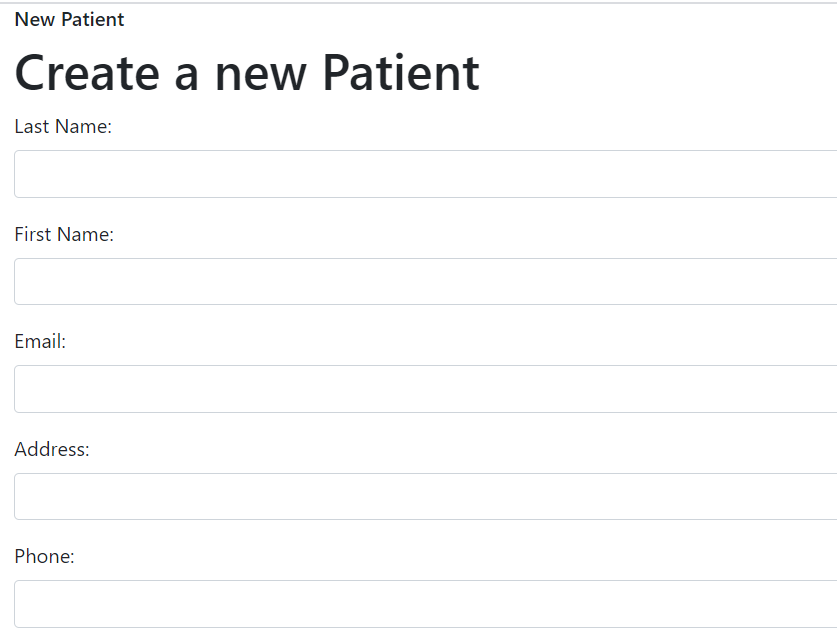 New Patient
Create a new Patient
Last Name:
First Name:
Email:
Address:
Phone: